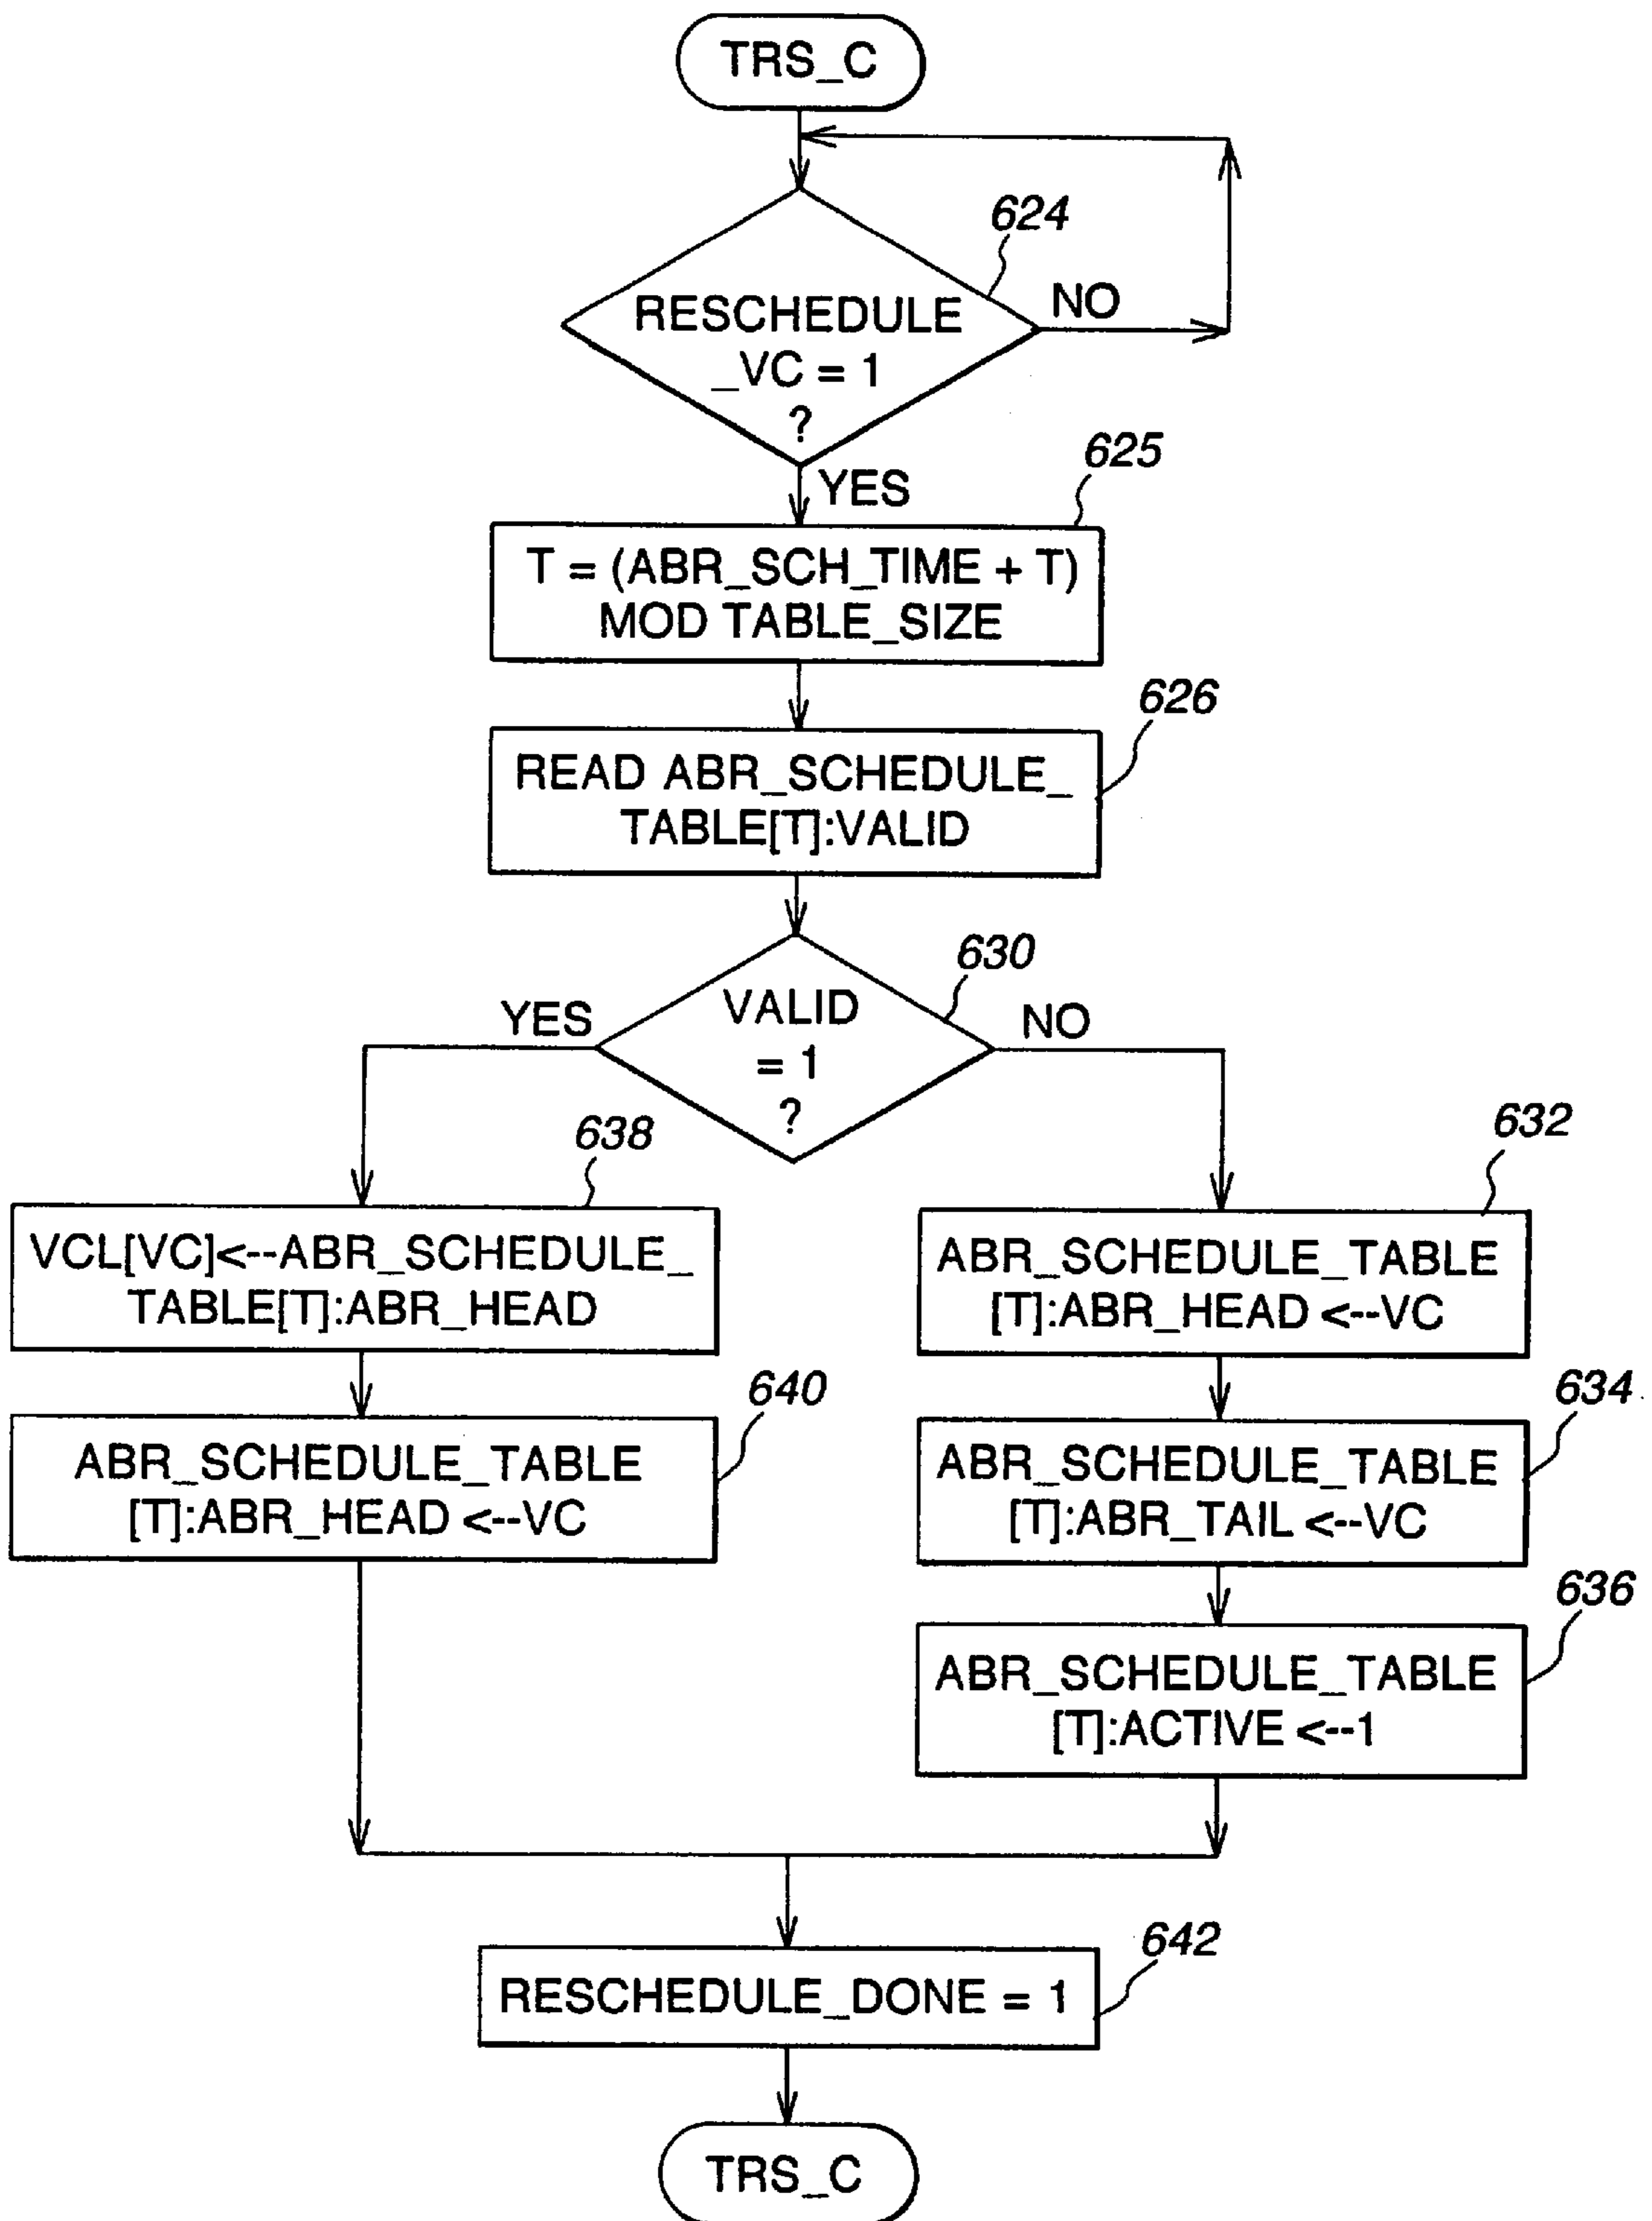 TRS_C
624
RESCHEDULE
_VC = 1
?
NO
YES
625
T = (ABR_SCH_TIME + T)
MOD TABLE_SIZE
626
READ ABR_SCHEDULE_
TABLE[T]:VALID
630
VALID
= 1
?
YES
NO
638
VCL[VC]<--ABR_SCHEDULE_
TABLE[T]:ABR_HEAD
640
ABR_SCHEDULE_TABLE
[T]:ABR_HEAD <--VC
632
ABR_SCHEDULE_TABLE
[T]:ABR_HEAD <--VC
634
ABR_SCHEDULE_TABLE
[T]:ABR_TAIL <--VC
636
ABR_SCHEDULE_TABLE
[T]:ACTIVE <--1
642
RESCHEDULE_DONE = 1
TRS_C